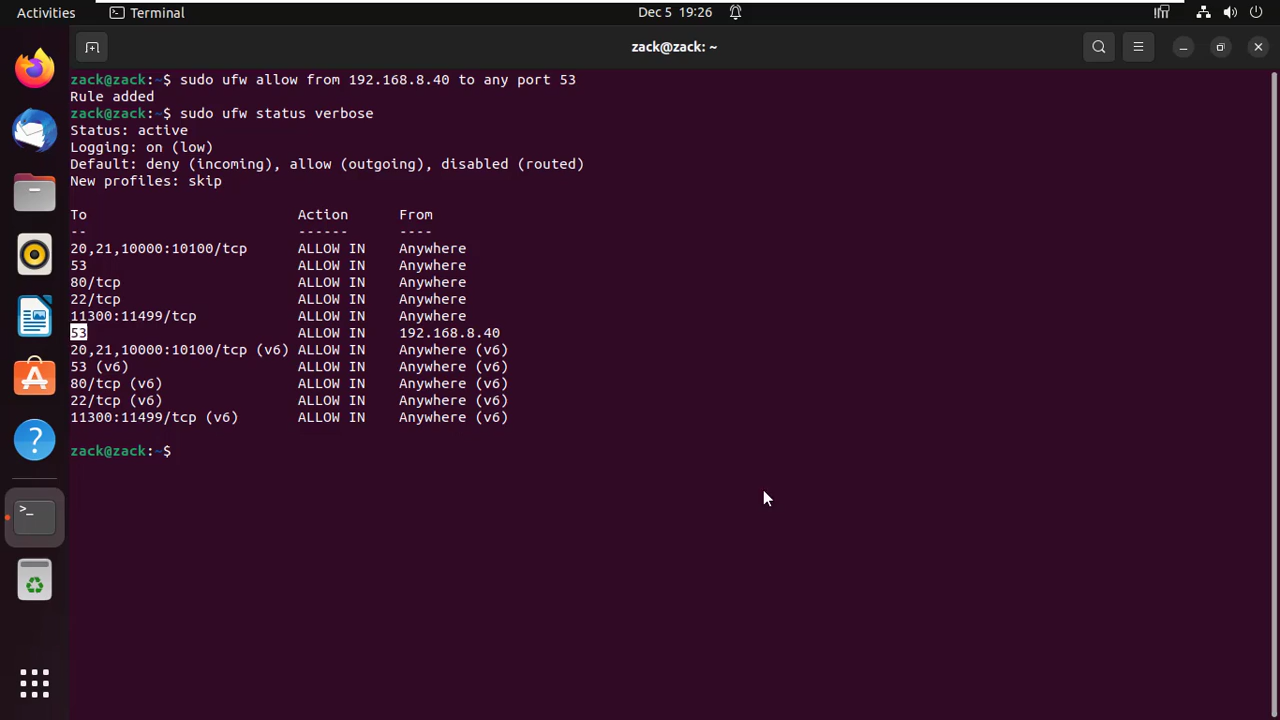 Activities Terminal Dec 5 19:26
zack@zack: ~
zack@zack:~$ sudo ufw allow from 192.168.8.40 to any port 53
Rule added
zack@zack:~$ sudo ufw status verbose
Status: active
Logging: on (low)
Default: deny (incoming), allow (outgoing), disabled (routed)
New profiles: skip
To                         Action      From
--                         ------      ----
20,21,10000:10100/tcp      ALLOW IN    Anywhere
53                         ALLOW IN    Anywhere
80/tcp                     ALLOW IN    Anywhere
22/tcp                     ALLOW IN    Anywhere
11300:11499/tcp            ALLOW IN    Anywhere
53                         ALLOW IN    192.168.8.40
20,21,10000:10100/tcp (v6) ALLOW IN    Anywhere (v6)
53 (v6)                    ALLOW IN    Anywhere (v6)
80/tcp (v6)                ALLOW IN    Anywhere (v6)
22/tcp (v6)                ALLOW IN    Anywhere (v6)
11300:11499/tcp (v6)       ALLOW IN    Anywhere (v6)
zack@zack:~$